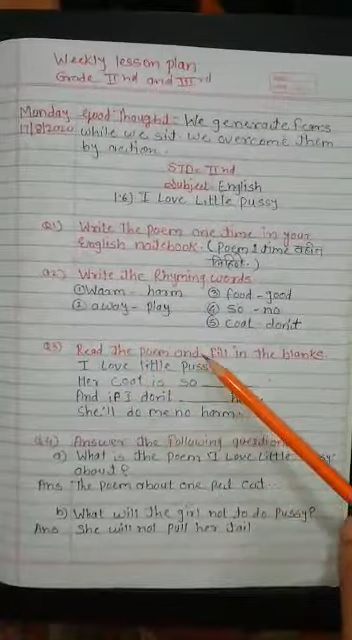 Weekly lesson plan
Grade IInd and IIIrd
Monday Good Thought:- We generate fears
17/8/2020 while we sit. we overcome them
by action.
STD- IInd
Subject- English
1.6) I Love Little Pussy
Q1) Write the Poem one time in your
English notebook. (Poem 1 time वहीत
लिहिणे.)
Q2) Write the Rhyming words.
① Warm - harm ③ food - good
② away - play ④ so - no
⑤ coat - don't
Q3) Read the poem and fill in the blanks.
I Love little puss
Her coat is so ____.
And if I don't ____ h
She'll do me no harm.
Q4) Answer the following question
a) What is the poem 'I Love Little
about?
Ans The poem about one pet cat.
b) What will the girl not to do pussy?
Ans She will not pull her tail